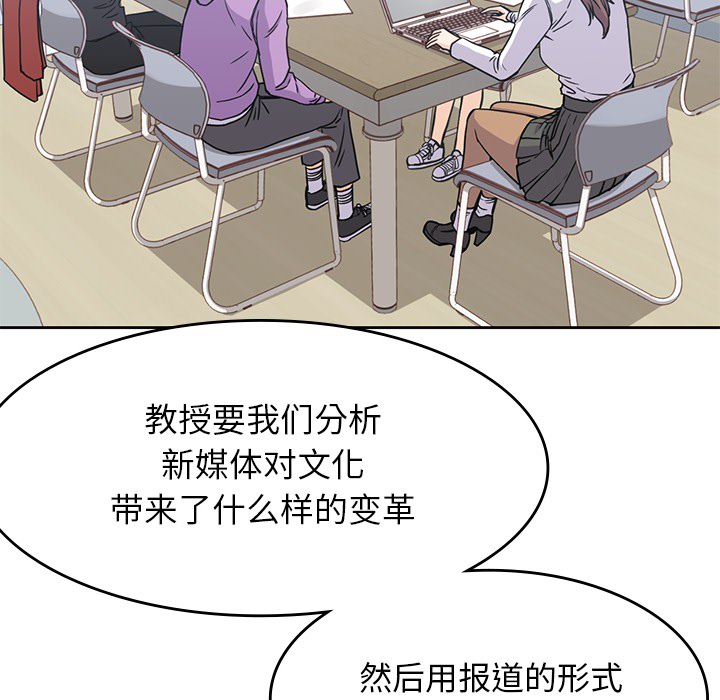 教授要我们分析
新媒体对文化
带来了什么样的变革
然后用报道的形式